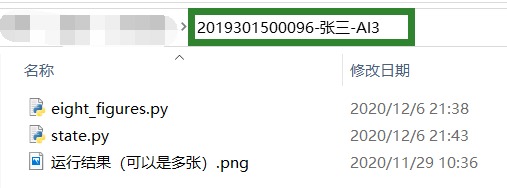 2019301500096-张三-AI3
名称 修改日期
eight_figures.py 2020/12/6 21:38
state.py 2020/12/6 21:43
运行结果（可以是多张）.png 2020/11/29 10:36